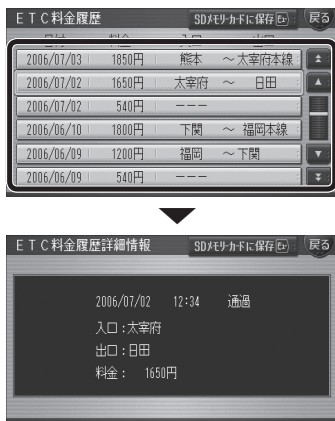 ETC料金履歴 SDメモリーカードに保存 戻る
2006/07/03 1850円 熊本 ～太宰府本線
2006/07/02 1650円 太宰府 ～ 日田
2006/07/02 540円 ---
2006/06/10 1800円 下関 ～ 福岡本線
2006/06/09 1200円 福岡 ～下関
2006/06/09 540円 ---
ETC料金履歴詳細情報 SDメモリーカードに保存 戻る
2006/07/02 12:34 通過
入口:太宰府
出口:日田
料金: 1650円